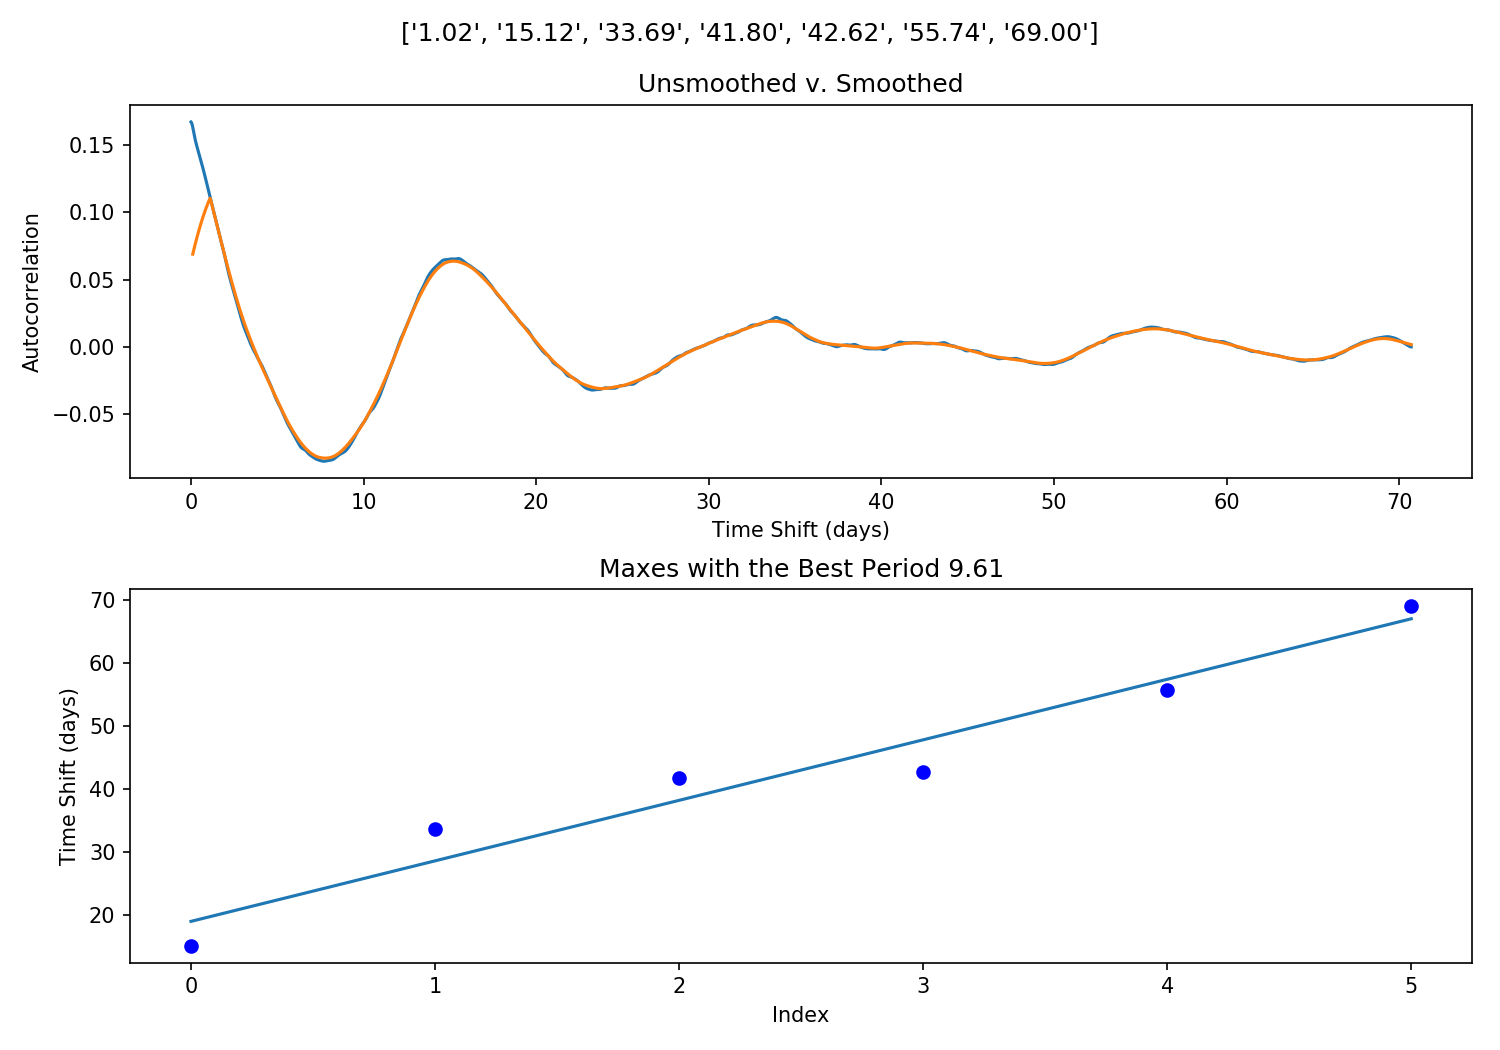 ['1.02', '15.12', '33.69', '41.80', '42.62', '55.74', '69.00']
Unsmoothed v. Smoothed
Autocorrelation
0.15
0.10
0.05
0.00
−0.05
0 10 20 30 40 50 60 70
Time Shift (days)
Maxes with the Best Period 9.61
Time Shift (days)
70
60
50
40
30
20
0 1 2 3 4 5
Index